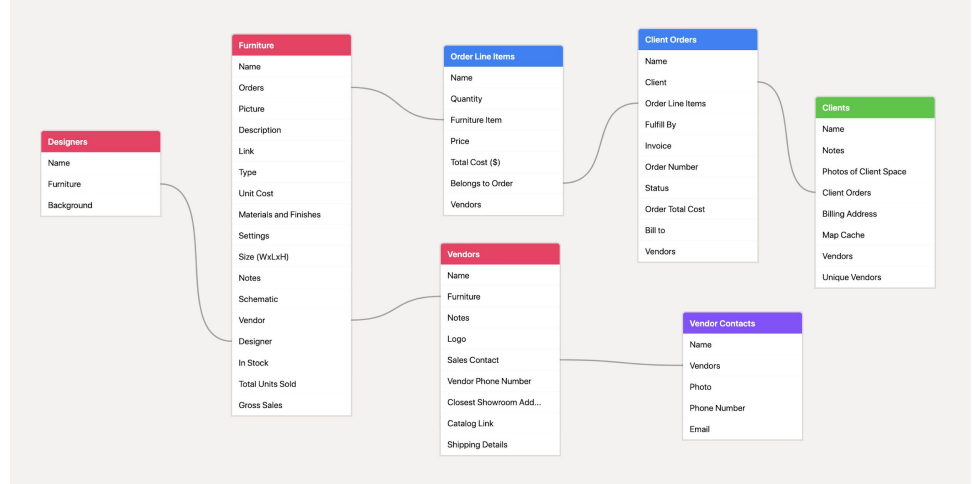 Designers
Name
Furniture
Background
Furniture
Name
Orders
Picture
Description
Link
Type
Unit Cost
Materials and Finishes
Settings
Size (WxLxH)
Notes
Schematic
Vendor
Designer
In Stock
Total Units Sold
Gross Sales
Order Line Items
Name
Quantity
Furniture Item
Price
Total Cost ($)
Belongs to Order
Vendors
Vendors
Name
Furniture
Notes
Logo
Sales Contact
Vendor Phone Number
Closest Showroom Add...
Catalog Link
Shipping Details
Client Orders
Name
Client
Order Line Items
Fulfill By
Invoice
Order Number
Status
Order Total Cost
Bill to
Vendors
Vendor Contacts
Name
Vendors
Photo
Phone Number
Email
Clients
Name
Notes
Photos of Client Space
Client Orders
Billing Address
Map Cache
Vendors
Unique Vendors